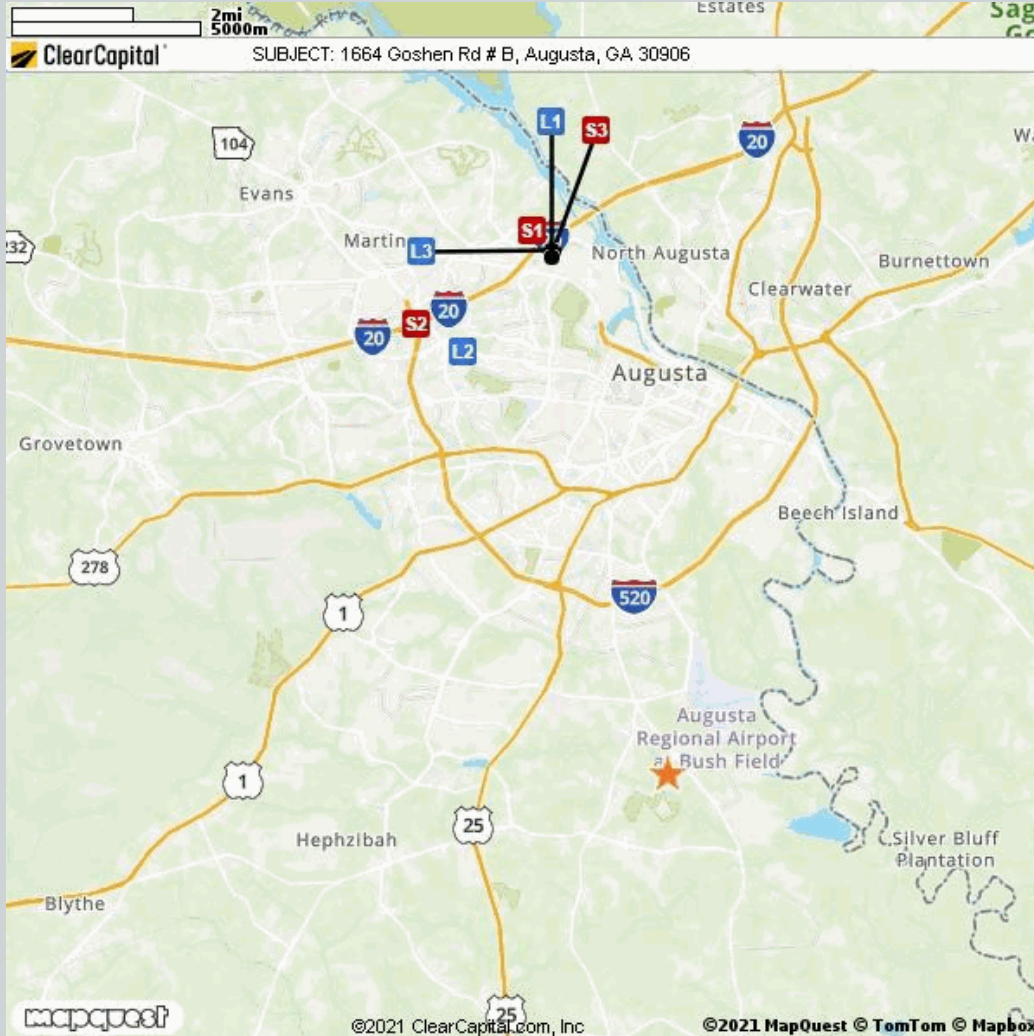 2mi
5000m
Estates
ClearCapital
SUBJECT: 1664 Goshen Rd # B, Augusta, GA 30906
L1
S3
104
20
Evans
232
Martin
L3
S1
North Augusta
Burnettown
Clearwater
20
S2
20
L2
Augusta
Grovetown
Beech Island
278
520
1
Augusta
Regional Airport
Bush Field
1
25
Hephzibah
Silver Bluff
Plantation
Blythe
mapquest
25
©2021 ClearCapital.com, Inc
©2021 MapQuest © TomTom © Mapbo